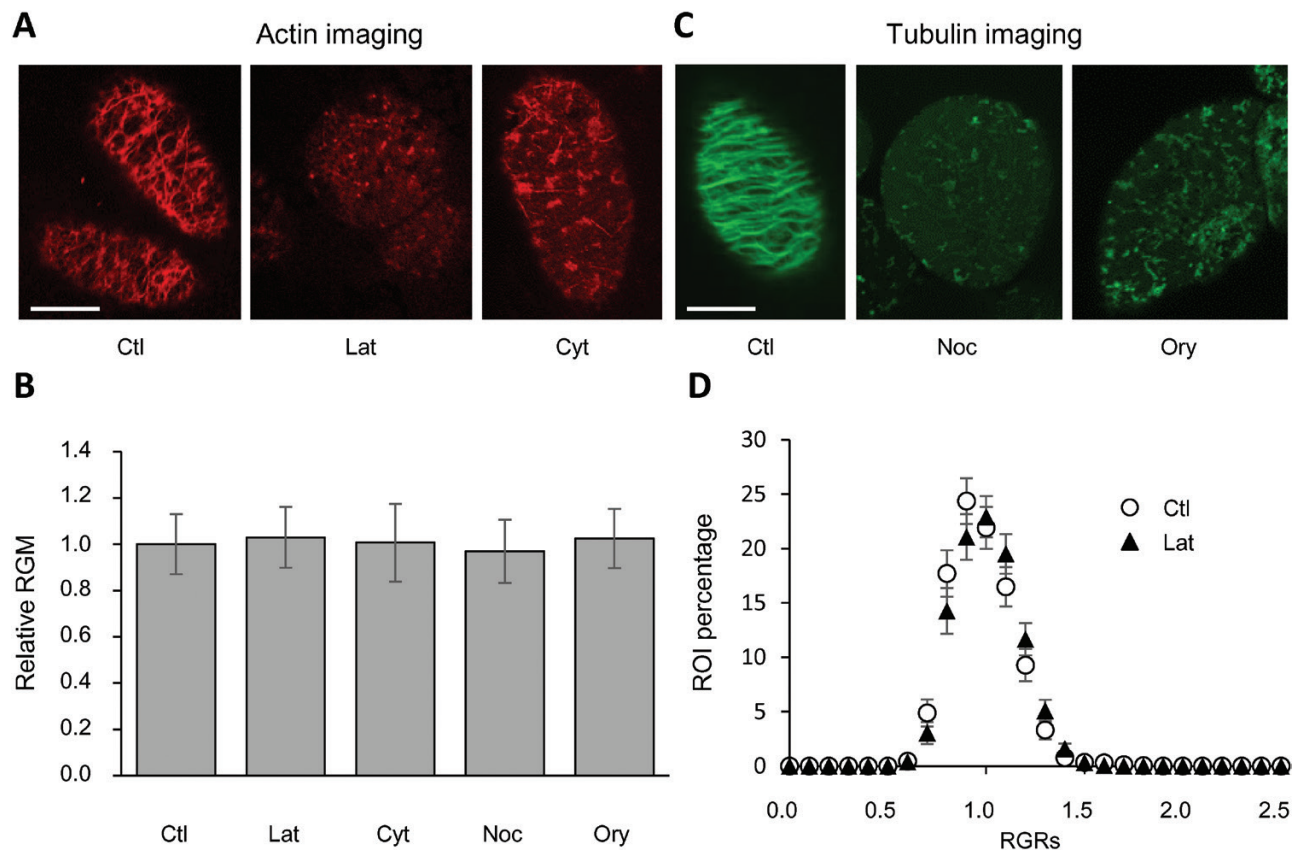 A
Actin imaging
Ctl
Lat
Cyt
C
Tubulin imaging
Ctl
Noc
Ory
B
Relative RGM
1.4
1.2
1.0
0.8
0.6
0.4
0.2
0.0
Ctl
Lat
Cyt
Noc
Ory
D
ROI percentage
30
25
20
15
10
5
0
Ctl
Lat
0.0
0.5
1.0
1.5
2.0
2.5
RGRs